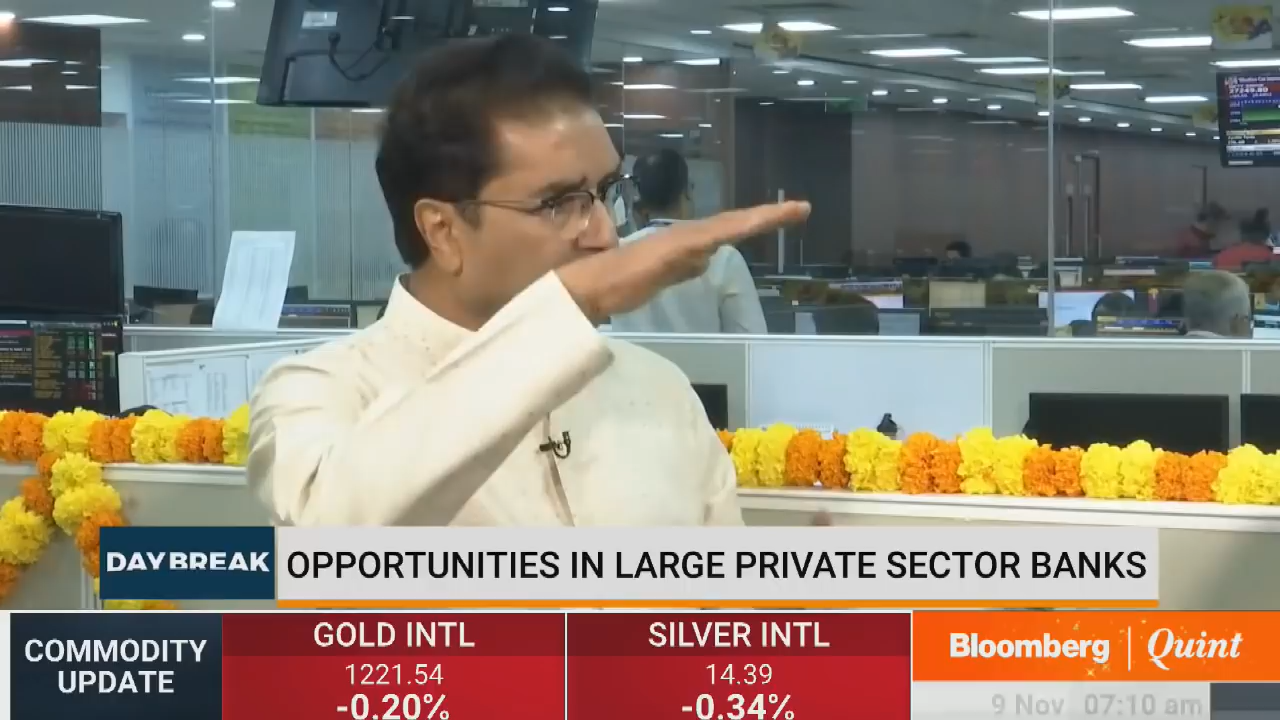 DAYBREAK
OPPORTUNITIES IN LARGE PRIVATE SECTOR BANKS
COMMODITY
UPDATE
GOLD INTL
1221.54
-0.20%
SILVER INTL
14.39
-0.34%
Bloomberg | Quint
9 Nov 07:10 am